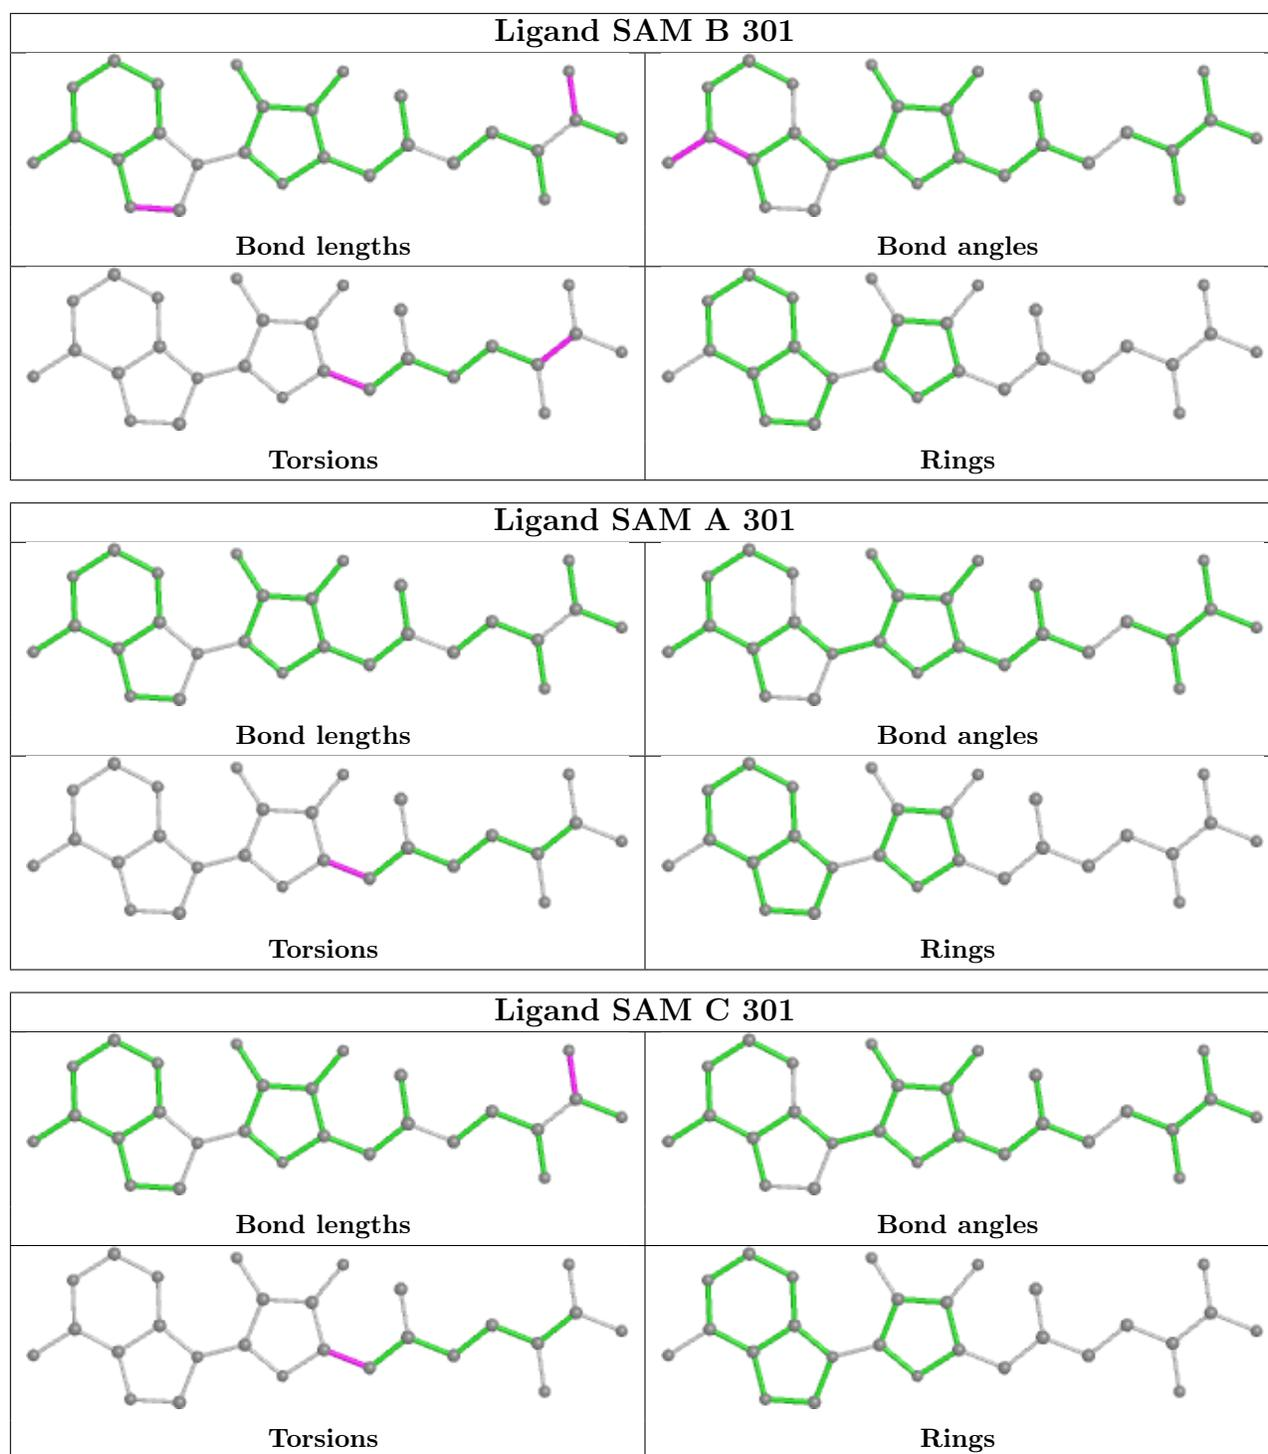 Ligand SAM B 301
Bond lengths
Bond angles
Torsions
Rings
Ligand SAM A 301
Bond lengths
Bond angles
Torsions
Rings
Ligand SAM C 301
Bond lengths
Bond angles
Torsions
Rings